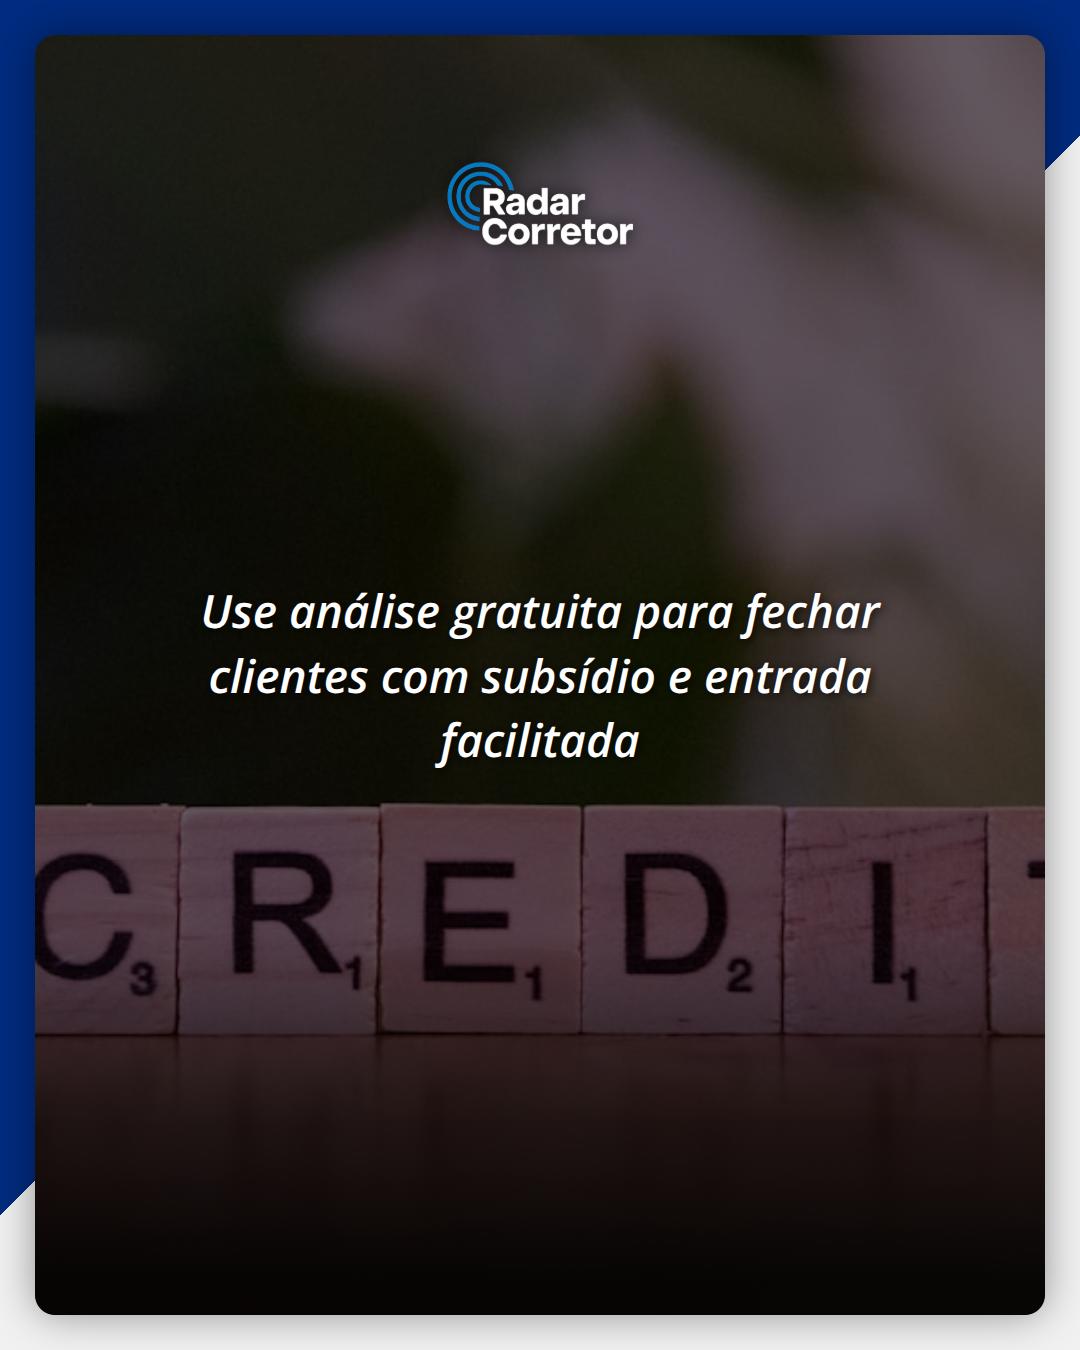 Radar
Corretor
Use análise gratuita para fechar
clientes com subsídio e entrada
facilitada
C3 R1 E1 D2 I1